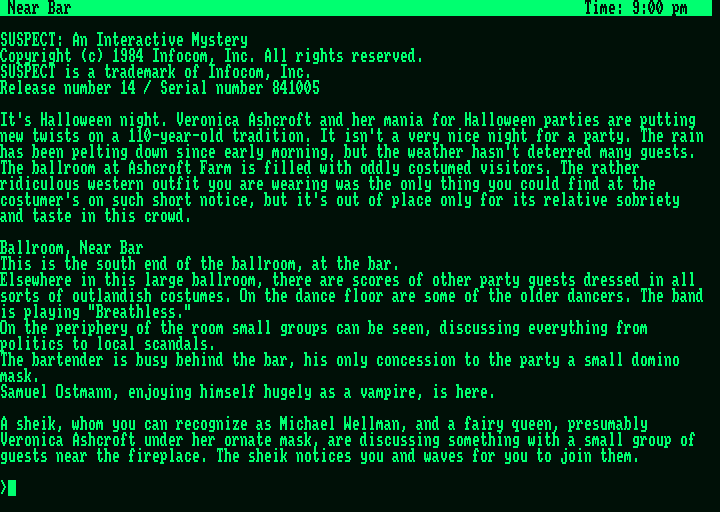 Near Bar Time: 9:00 pm
SUSPECT: An Interactive Mystery
Copyright (c) 1984 Infocom, Inc. All rights reserved.
SUSPECT is a trademark of Infocom, Inc.
Release number 14 / Serial number 841005
It's Halloween night. Veronica Ashcroft and her mania for Halloween parties are putting
new twists on a 110-year-old tradition. It isn't a very nice night for a party. The rain
has been pelting down since early morning, but the weather hasn't deterred many guests.
The ballroom at Ashcroft Farm is filled with oddly costumed visitors. The rather
ridiculous western outfit you are wearing was the only thing you could find at the
costumer's on such short notice, but it's out of place only for its relative sobriety
and taste in this crowd.
Ballroom, Near Bar
This is the south end of the ballroom, at the bar.
Elsewhere in this large ballroom, there are scores of other party guests dressed in all
sorts of outlandish costumes. On the dance floor are some of the older dancers. The band
is playing "Breathless."
On the periphery of the room small groups can be seen, discussing everything from
politics to local scandals.
The bartender is busy behind the bar, his only concession to the party a small domino
mask.
Samuel Ostmann, enjoying himself hugely as a vampire, is here.
A sheik, whom you can recognize as Michael Wellman, and a fairy queen, presumably
Veronica Ashcroft under her ornate mask, are discussing something with a small group of
guests near the fireplace. The sheik notices you and waves for you to join them.
>